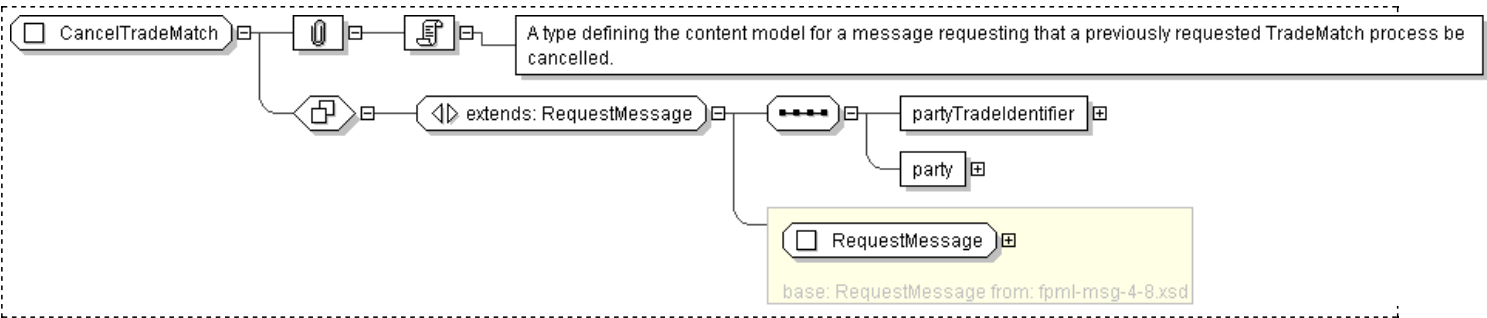 CancelTradeMatch
A type defining the content model for a message requesting that a previously requested TradeMatch process be
cancelled.
extends: RequestMessage
partyTradeIdentifier
party
RequestMessage
base: RequestMessage from: fpml-msg-4-8.xsd